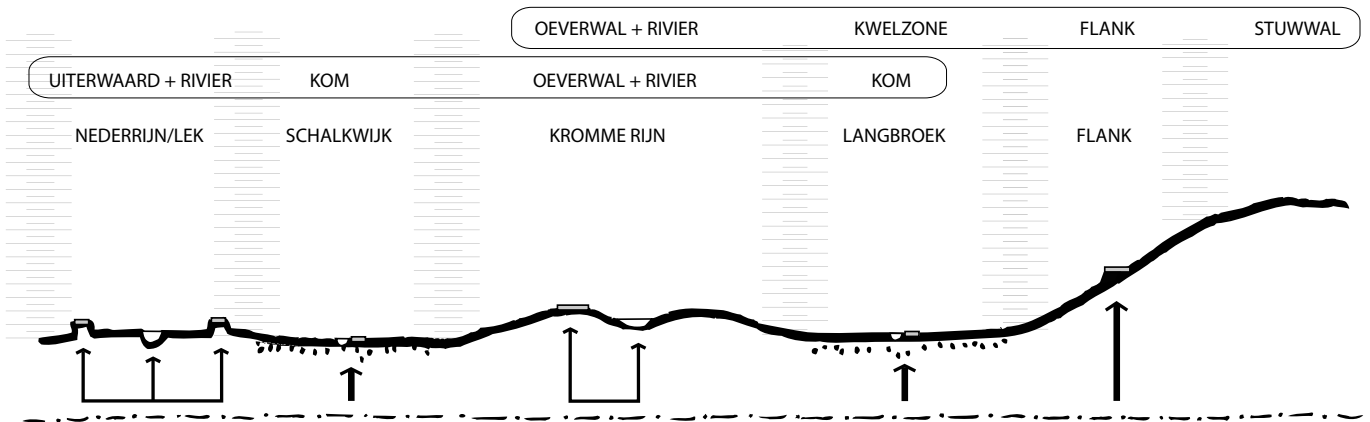 OEVERWAL + RIVIER KWELZONE FLANK STUWWAL
UITERWAARD + RIVIER KOM OEVERWAL + RIVIER KOM
NEDERRIJN/LEK SCHALKWIJK KROMME RIJN LANGBROEK FLANK